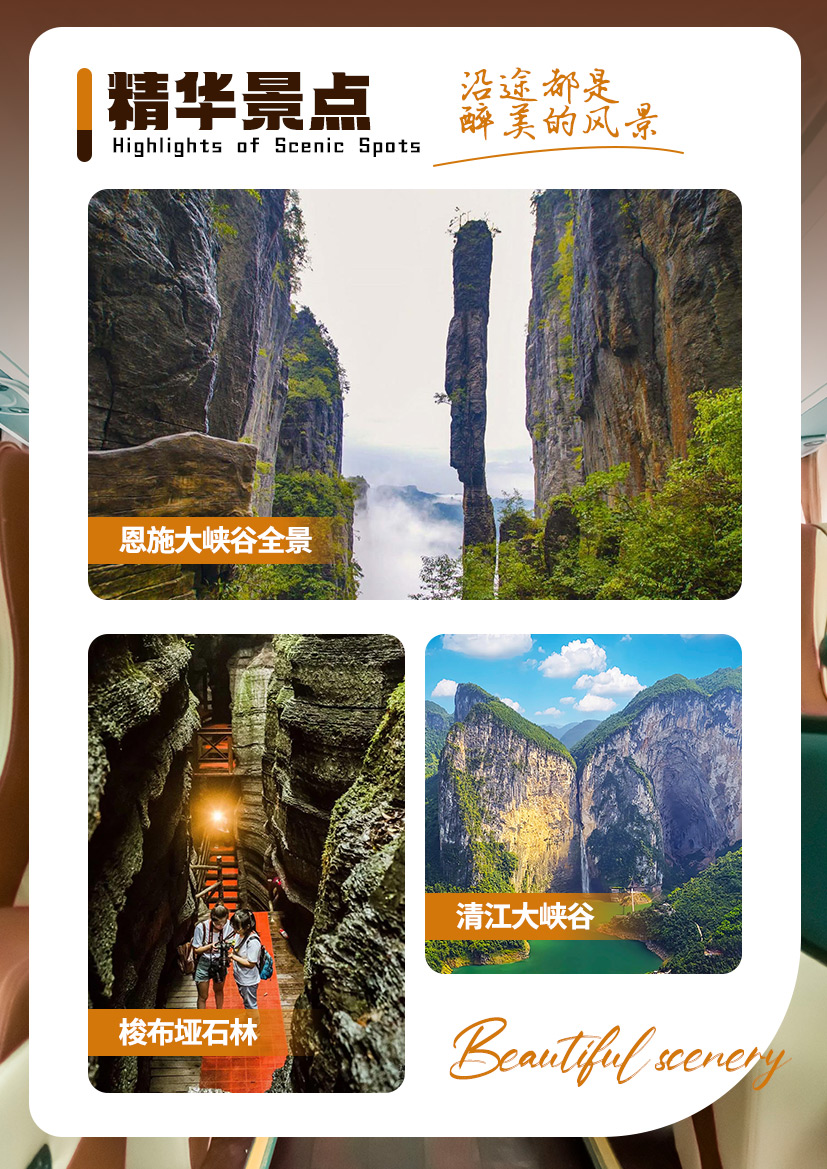 精华景点
Highlights of Scenic Spots
沿途都是
醉美的风景
恩施大峡谷全景
清江大峡谷
梭布垭石林
Beautiful scenery